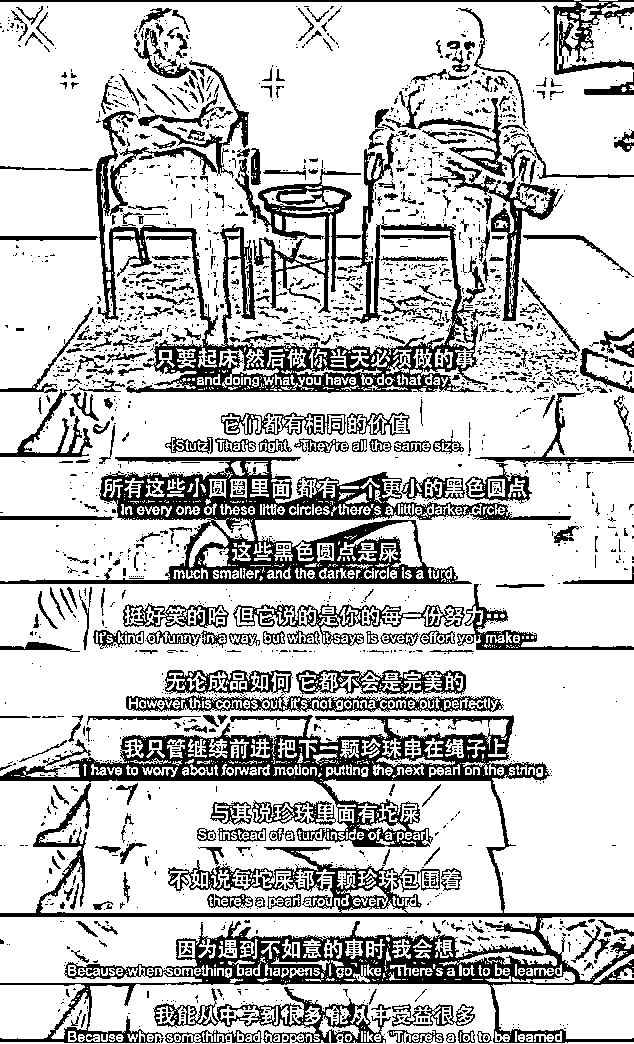 只要起床 然后做你当天必须做的事
…and doing what you have to do that day.
它们都有相同的价值
-[Stutz] That's right. -They're all the same size.
所有这些小圆圈里面 都有一个更小的黑色圆点
In every one of these little circles, there's a little darker circle,
这些黑色圆点是屎
much smaller, and the darker circle is a turd.
挺好笑的哈 但它说的是你的每一份努力…
It's kind of funny in a way, but what it says is every effort you make…
无论成品如何 它都不会是完美的
However this comes out, it's not gonna come out perfectly.
我只管继续前进 把下一颗珍珠串在绳子上
I have to worry about forward motion, putting the next pearl on the string.
与其说珍珠里面有坨屎
So instead of a turd inside of a pearl,
不如说每坨屎都有颗珍珠包围着
there's a pearl around every turd.
因为遇到不如意的事时 我会想
Because when something bad happens, I go, like, "There's a lot to be learned
我能从中学到很多 能从中受益很多
Because when something bad happens, I go, like, "There's a lot to be learned